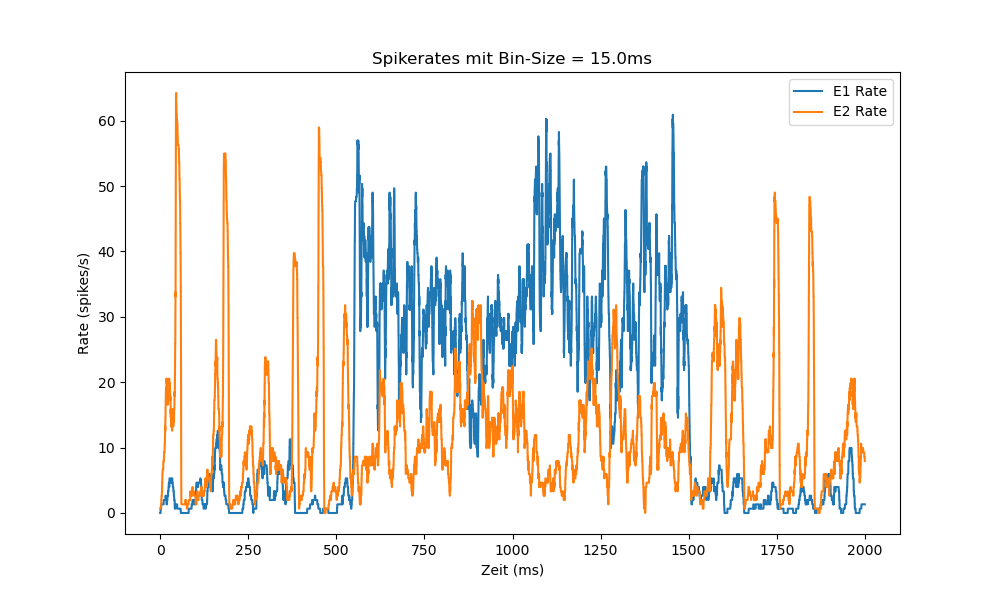 Spikerates mit Bin-Size = 15.0ms
E1 Rate
E2 Rate
Rate (spikes/s)
60
50
40
30
20
10
0
0 250 500 750 1000 1250 1500 1750 2000
Zeit (ms)